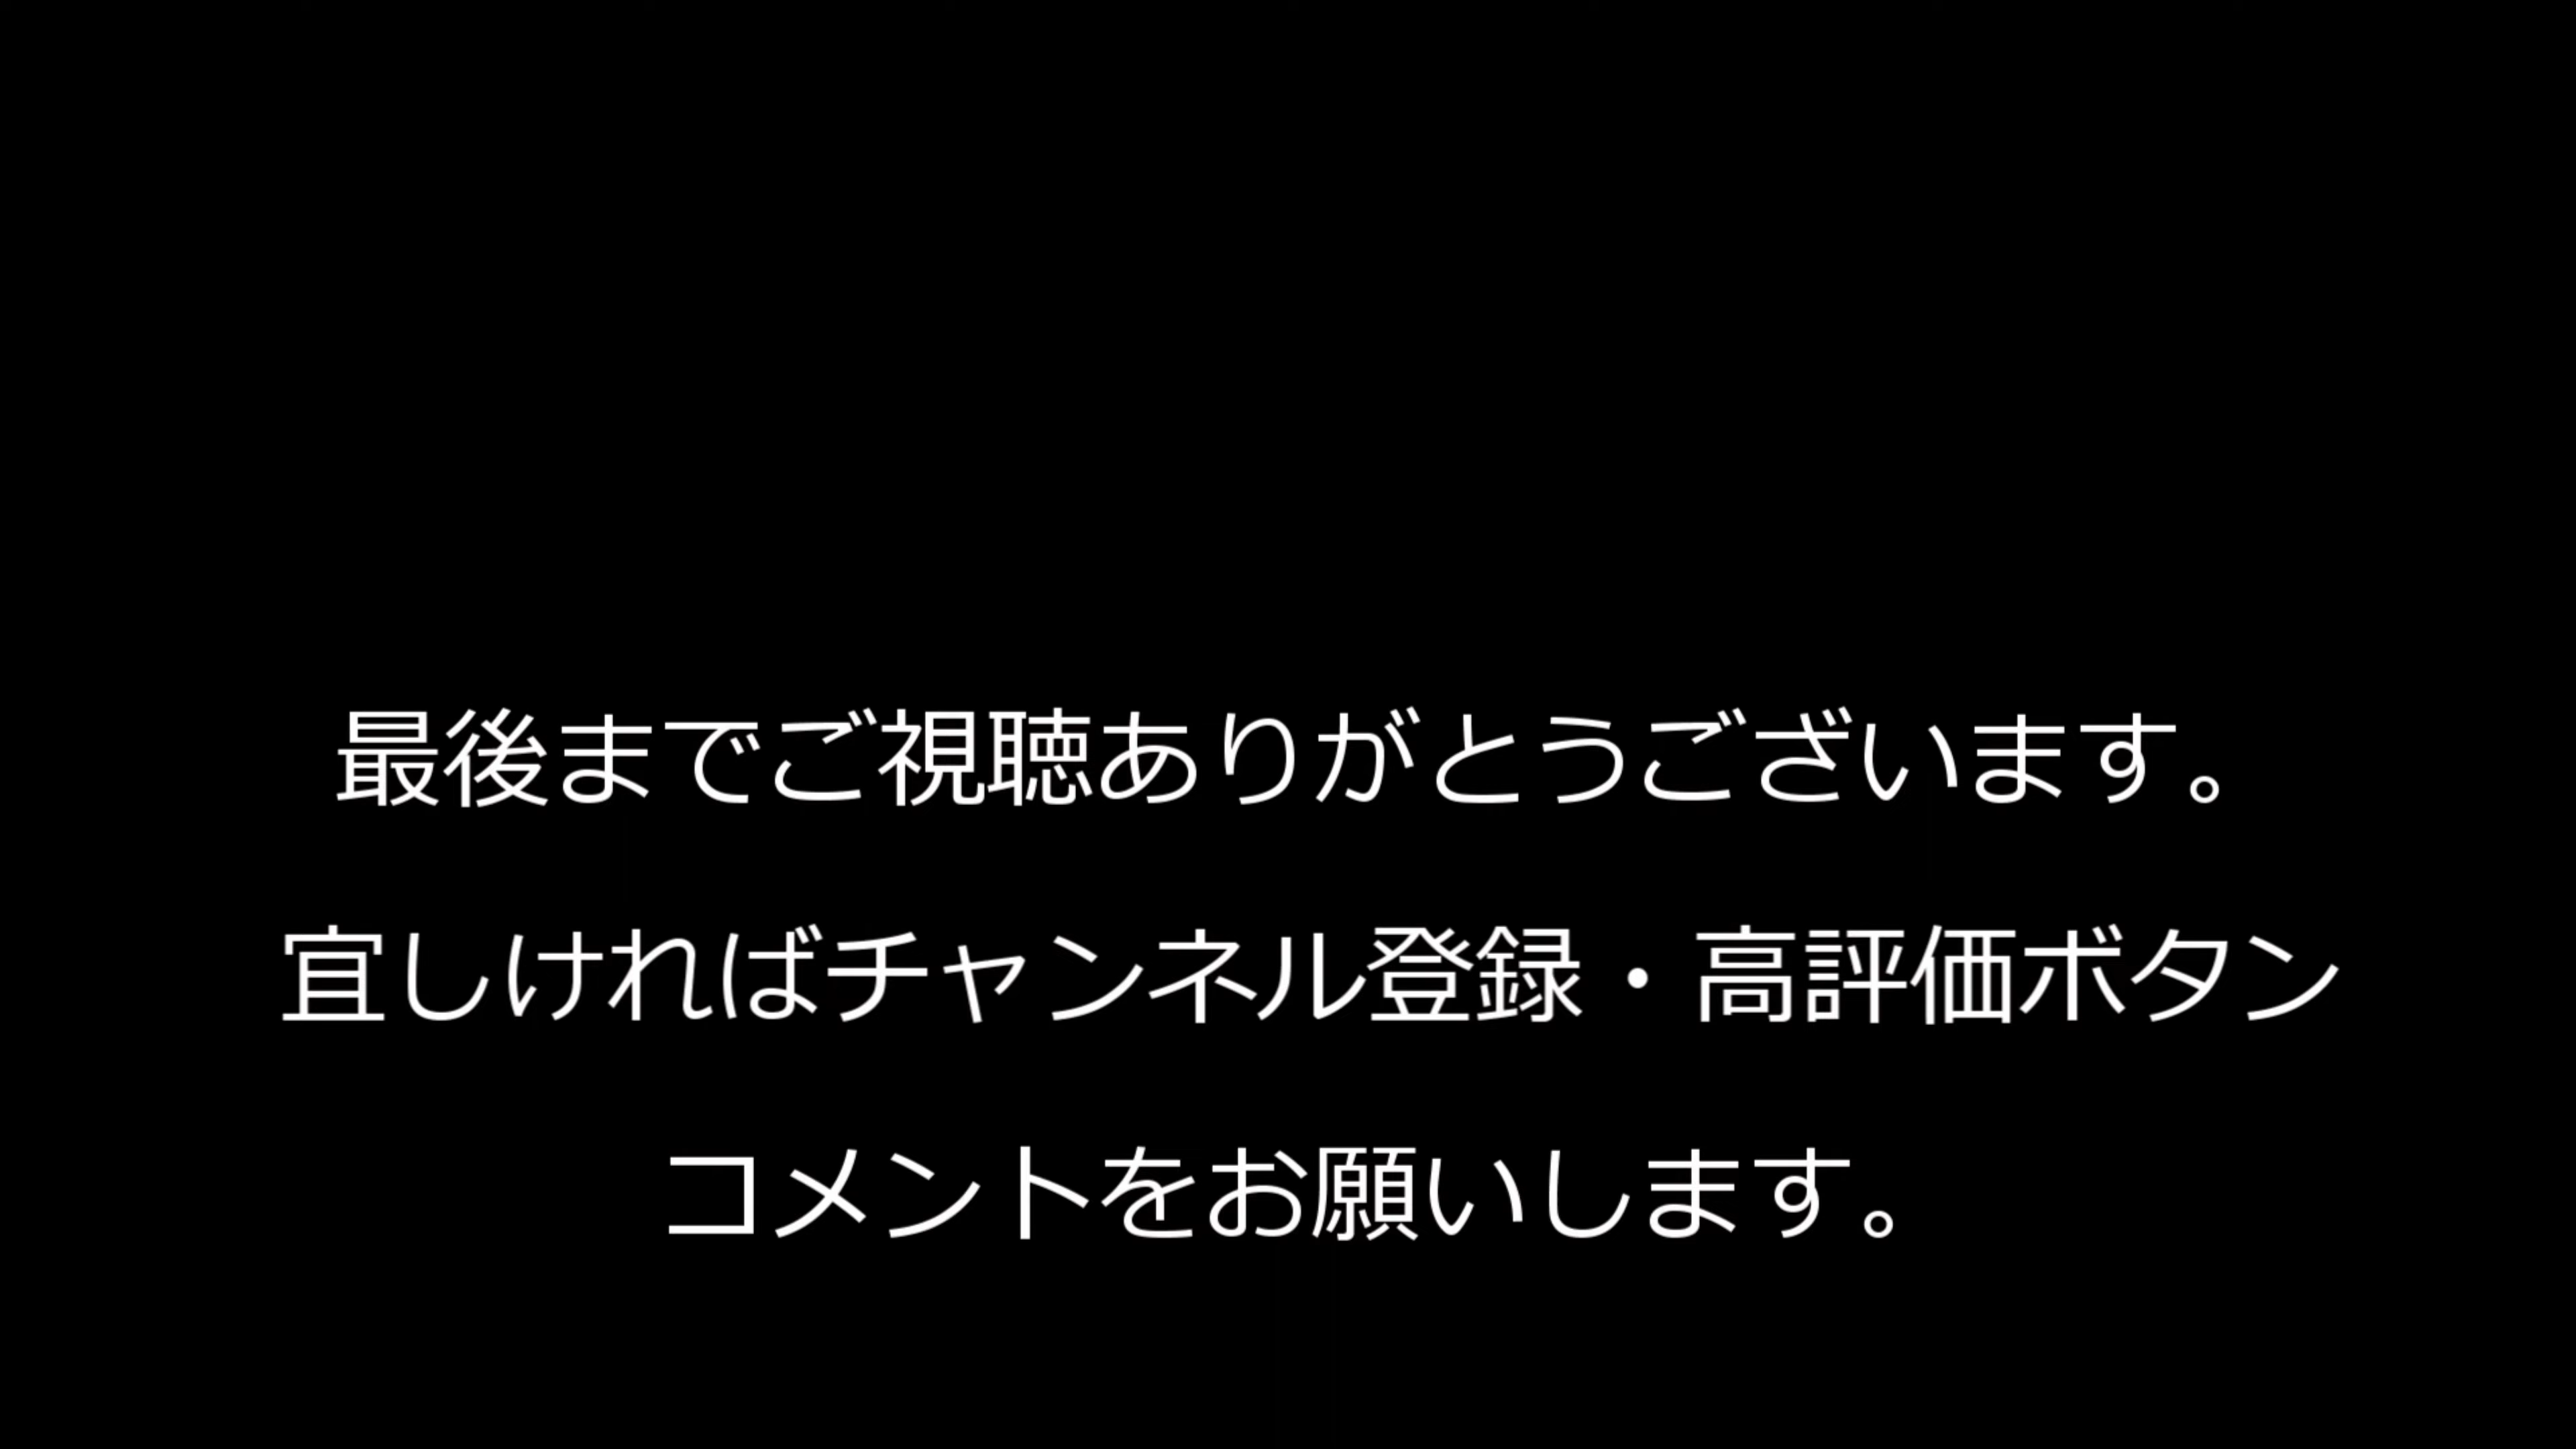 最後までご視聴ありがとうございます。
宜しければチャンネル登録・高評価ボタン
コメントをお願いします。